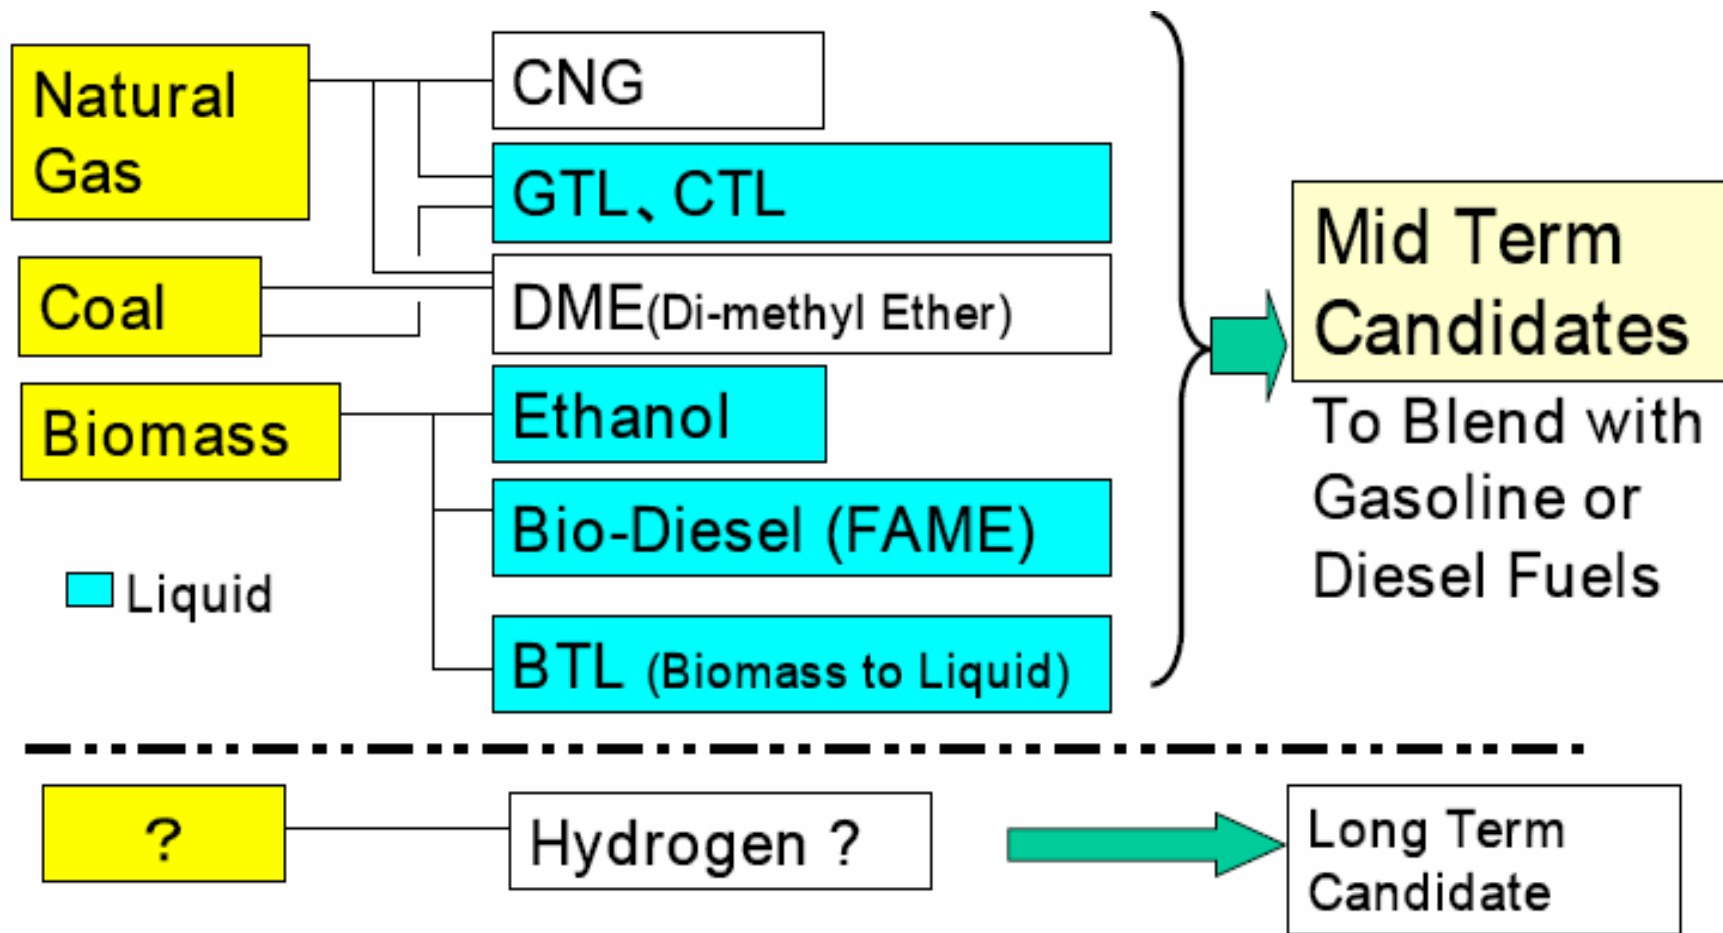 Natural
Gas
CNG
GTL、CTL
Coal
DME(Di-methyl Ether)
Biomass
Ethanol
Bio-Diesel (FAME)
BTL (Biomass to Liquid)
Liquid
Mid Term
Candidates
To Blend with
Gasoline or
Diesel Fuels
?
Hydrogen ?
Long Term
Candidate